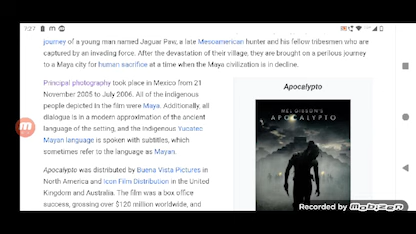 7:27
journey of a young man named Jaguar Paw, a late Mesoamerican hunter and his fellow tribesmen who are
captured by an invading force. After the devastation of their village, they are brought on a perilous journey
to a Maya city for human sacrifice at a time when the Maya civilization is in decline.
Principal photography took place in Mexico from 21
November 2005 to July 2006. All of the indigenous
people depicted in the film were Maya. Additionally, all
dialogue is in a modern approximation of the ancient
language of the setting, and the Indigenous Yucatec
Mayan language is spoken with subtitles, which
sometimes refer to the language as Mayan.
Apocalypto was distributed by Buena Vista Pictures in
North America and Icon Film Distribution in the United
Kingdom and Australia. The film was a box office
success, grossing over $120 million worldwide, and
Apocalypto
MEL GIBSON'S
APOCALYPTO
Recorded by Mobizen